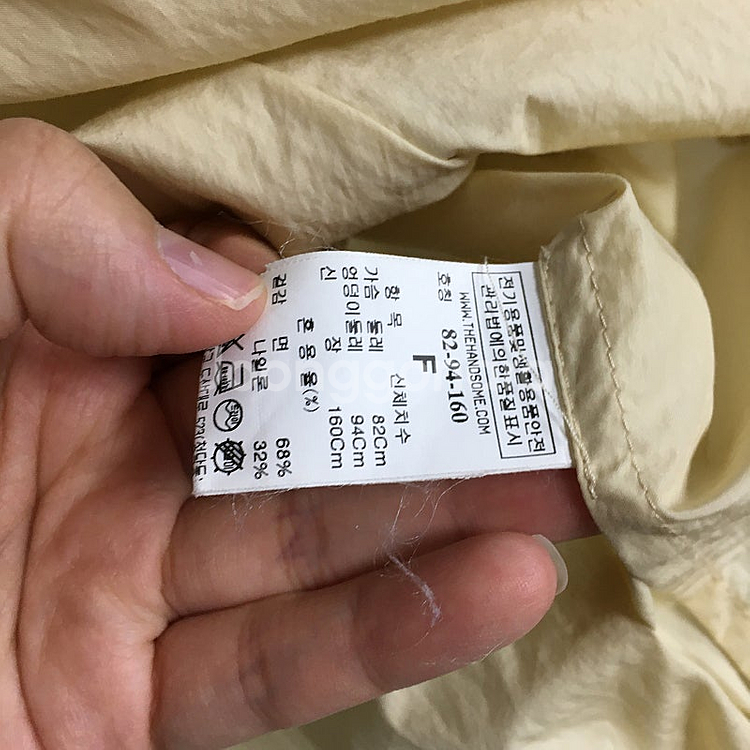 전기용품및생활용품안전
관리법에의한품질표시
WWW.THEHANDSOME.COM
호칭 82-94-160
F
항 목 신체치수
가슴 둘레 82Cm
엉덩이둘레 94Cm
신 장 160Cm
혼 용 율(%)
겉감 면 68%
나일론 32%